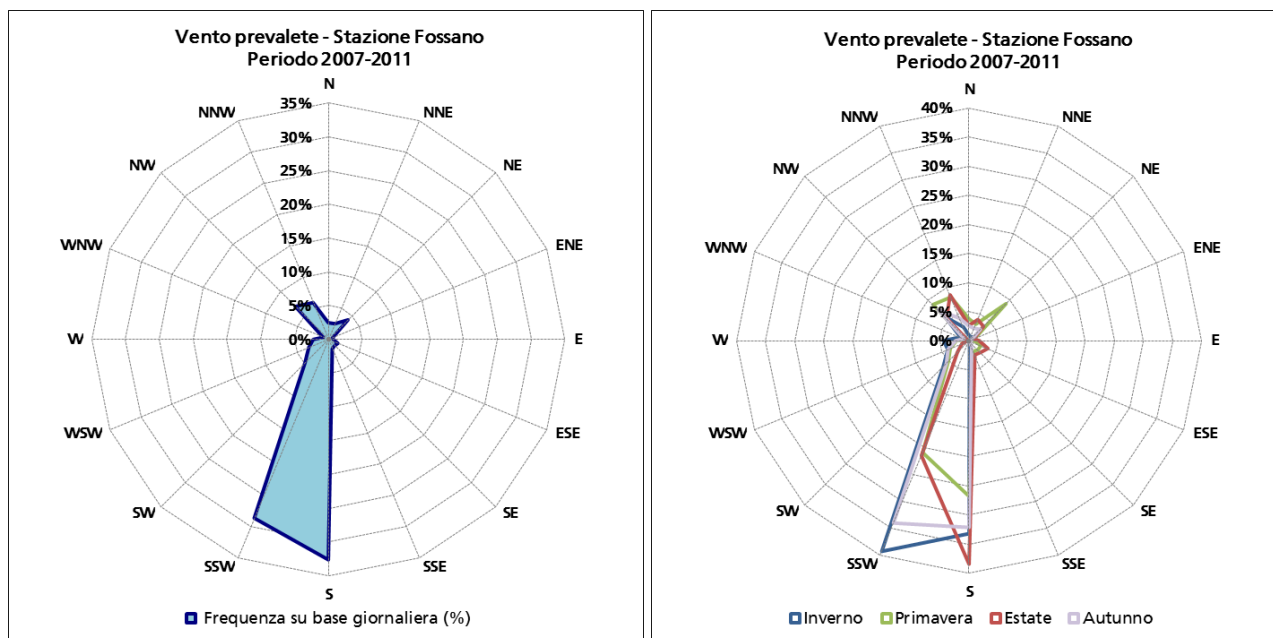 Vento prevalete - Stazione Fossano
Periodo 2007-2011
N
NNE
NE
ENE
E
ESE
SE
SSE
S
SSW
SW
WSW
W
WNW
NW
NNW
35%
30%
25%
20%
15%
10%
5%
0%
Frequenza su base giornaliera (%)
Vento prevalete - Stazione Fossano
Periodo 2007-2011
N
NNE
NE
ENE
E
ESE
SE
SSE
S
SSW
SW
WSW
W
WNW
NW
NNW
40%
35%
30%
25%
20%
15%
10%
5%
0%
Inverno Primavera Estate Autunno